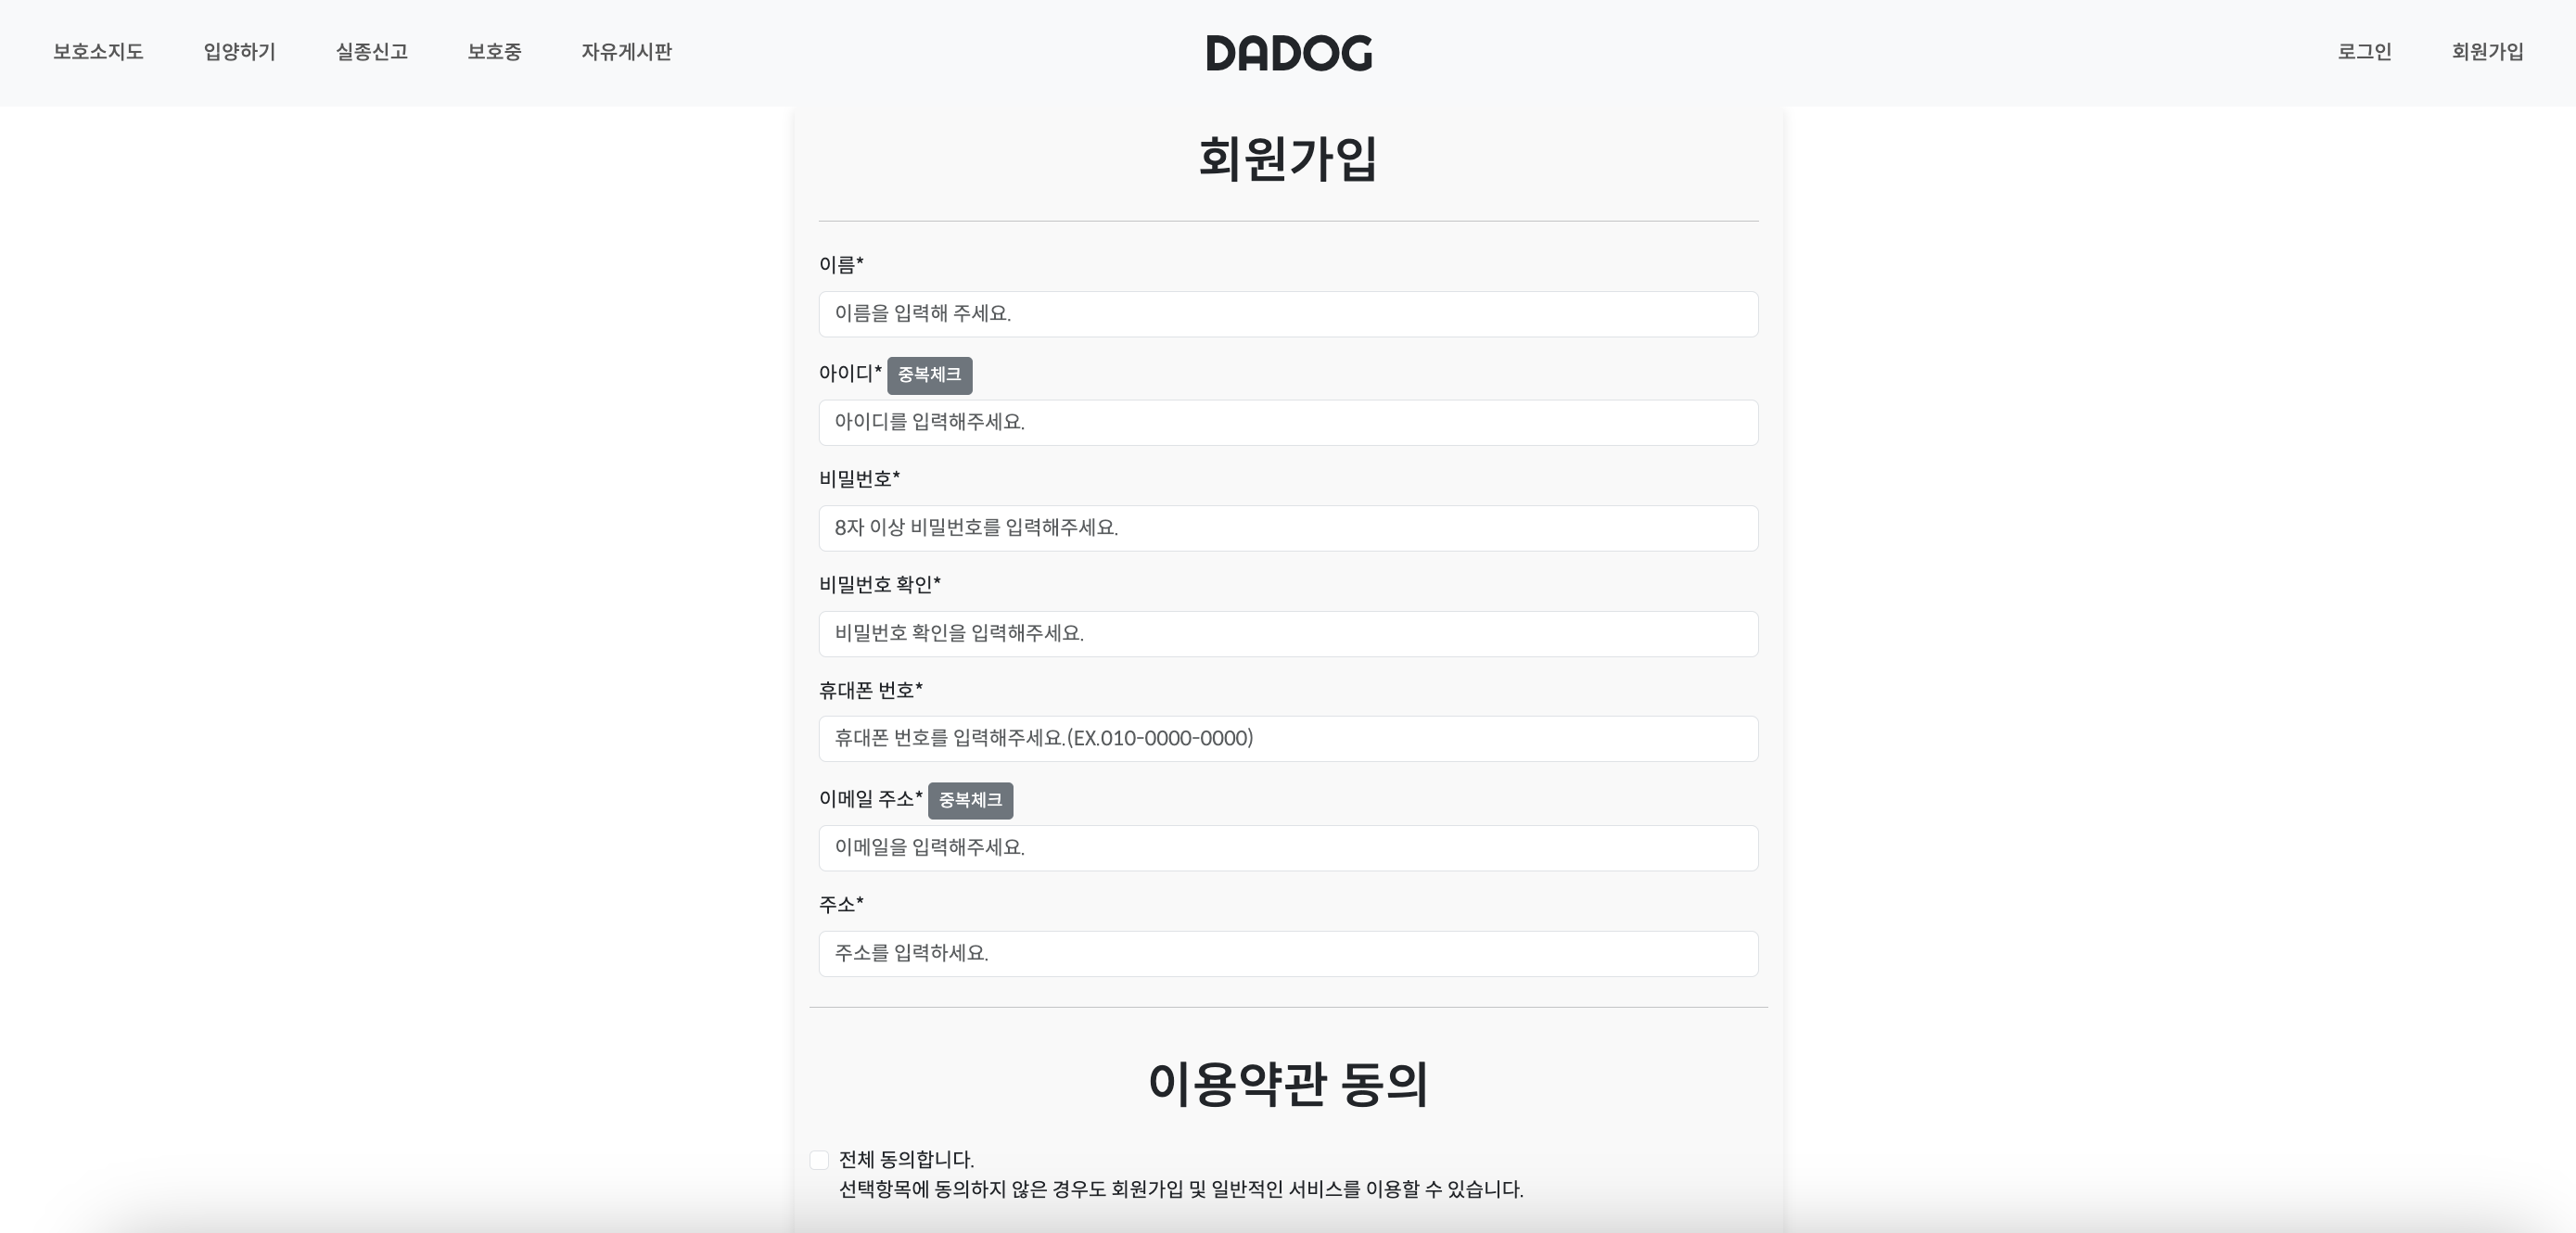 보호소지도 입양하기 실종신고 보호중 자유게시판 DADOG 로그인 회원가입
회원가입
이름*
이름을 입력해 주세요.
아이디* 중복체크
아이디를 입력해주세요.
비밀번호*
8자 이상 비밀번호를 입력해주세요.
비밀번호 확인*
비밀번호 확인을 입력해주세요.
휴대폰 번호*
휴대폰 번호를 입력해주세요.(EX.010-0000-0000)
이메일 주소* 중복체크
이메일을 입력해주세요.
주소*
주소를 입력하세요.
이용약관 동의
전체 동의합니다.
선택항목에 동의하지 않은 경우도 회원가입 및 일반적인 서비스를 이용할 수 있습니다.